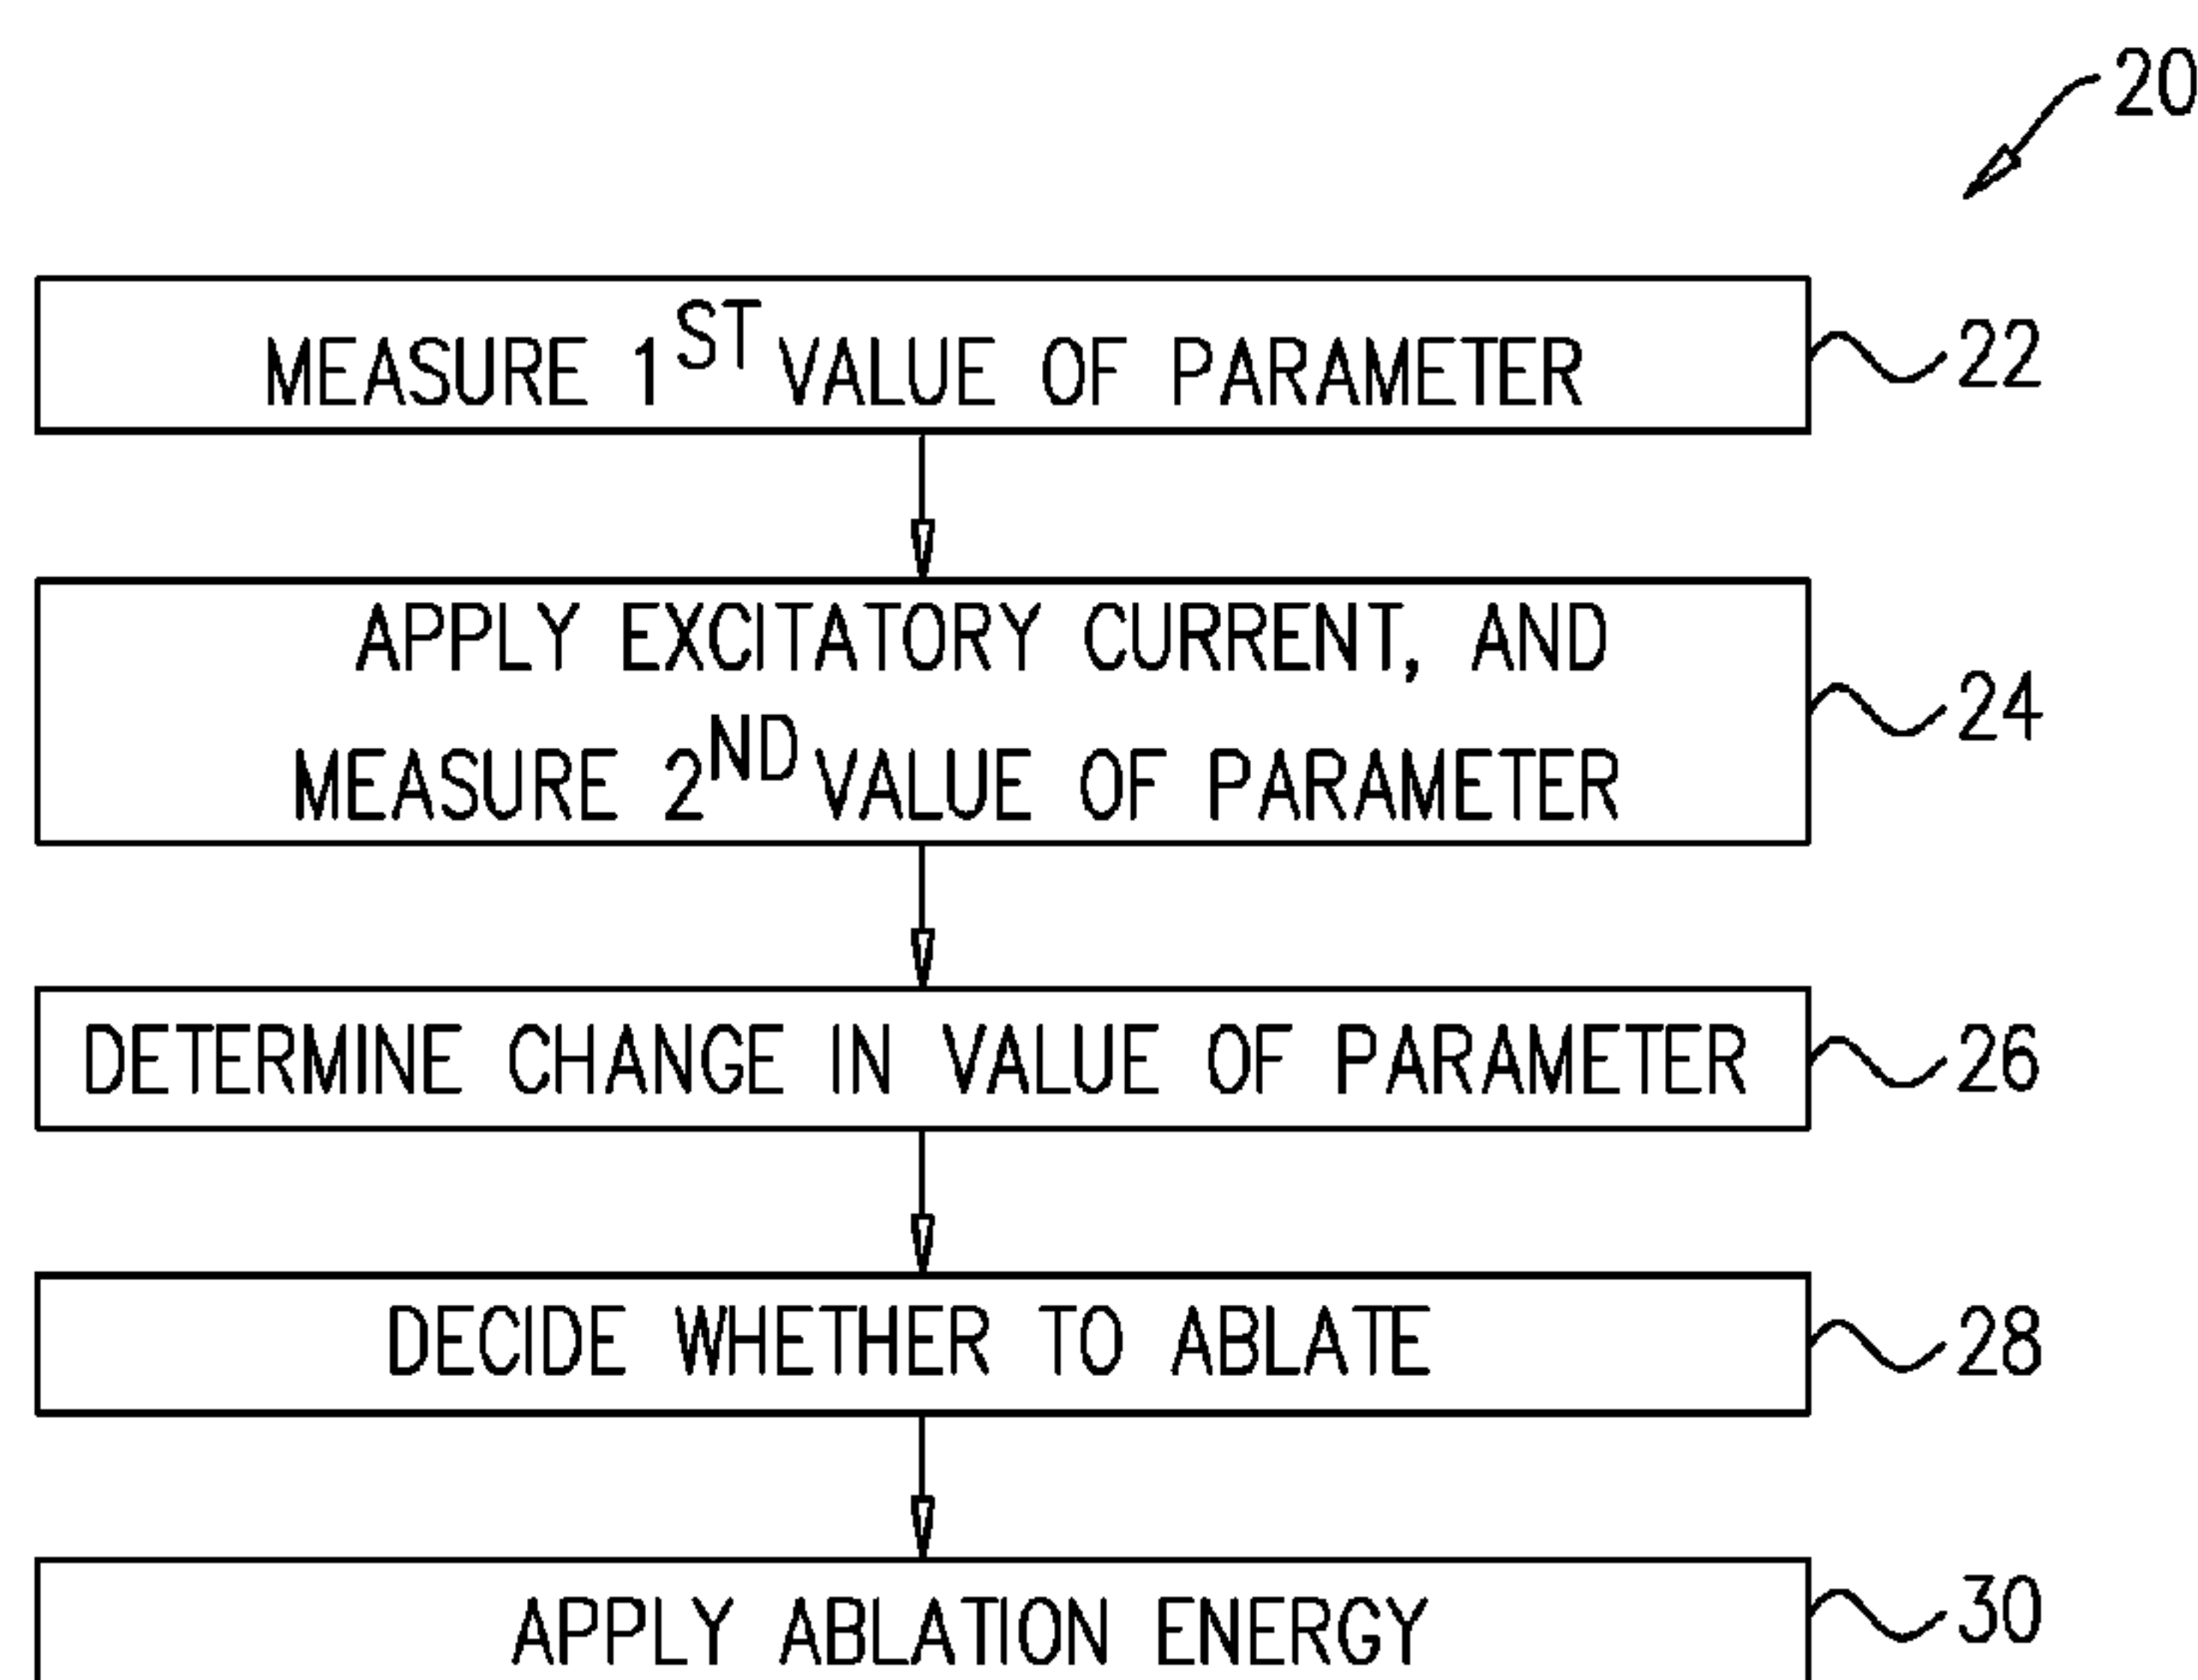 20
MEASURE 1ST VALUE OF PARAMETER
22
APPLY EXCITATORY CURRENT, AND
MEASURE 2ND VALUE OF PARAMETER
24
DETERMINE CHANGE IN VALUE OF PARAMETER
26
DECIDE WHETHER TO ABLATE
28
APPLY ABLATION ENERGY
30